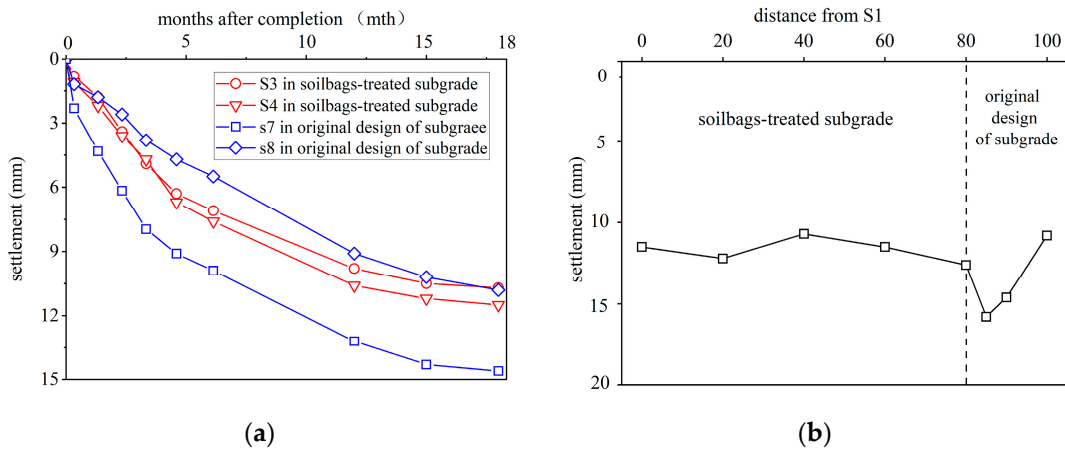 months after completion （mth）
0 5 10 15 18
0
3
6
9
12
15
settlement (mm)
S3 in soilbags-treated subgrade
S4 in soilbags-treated subgrade
s7 in original design of subgraee
s8 in original design of subgrade
(a)
distance from S1
0 20 40 60 80 100
0
5
10
15
20
settlement (mm)
soilbags-treated subgrade
original
design
of subgrade
(b)